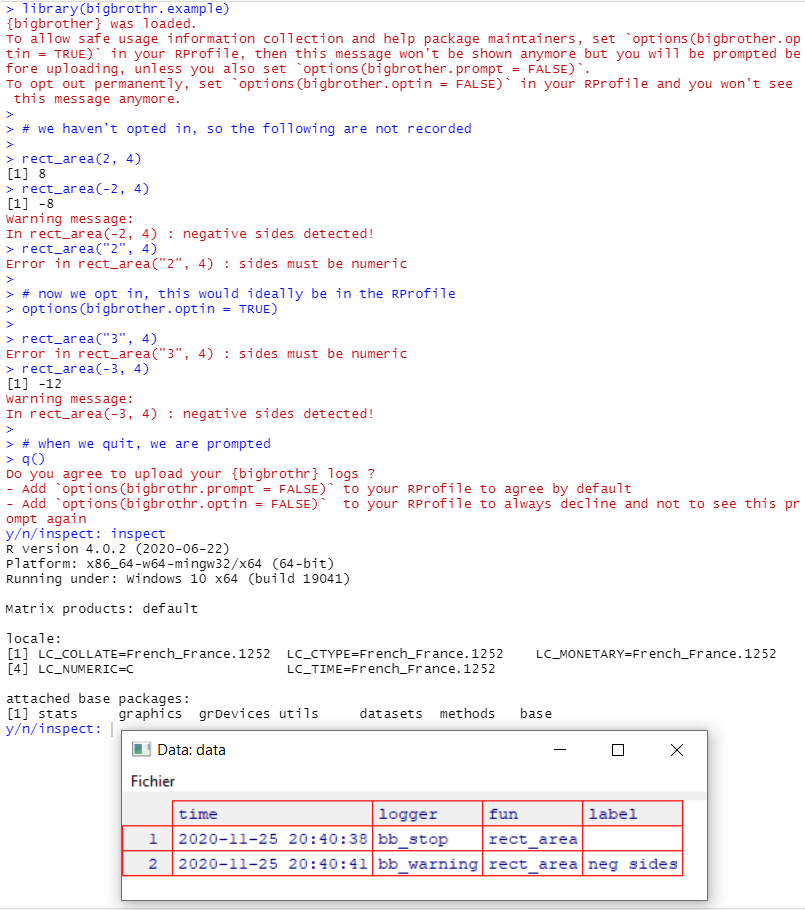 > library(bigbrothr.example)
{bigbrother} was loaded.
To allow safe usage information collection and help package maintainers, set `options(bigbrother.op
tin = TRUE)` in your RProfile, then this message won't be shown anymore but you will be prompted be
fore uploading, unless you also set `options(bigbrother.prompt = FALSE)`.
To opt out permanently, set `options(bigbrother.optin = FALSE)` in your RProfile and you won't see
 this message anymore.
>
> # we haven't opted in, so the following are not recorded
>
> rect_area(2, 4)
[1] 8
> rect_area(-2, 4)
[1] -8
Warning message:
In rect_area(-2, 4) : negative sides detected!
> rect_area("2", 4)
Error in rect_area("2", 4) : sides must be numeric
>
> # now we opt in, this would ideally be in the RProfile
> options(bigbrother.optin = TRUE)
>
> rect_area("3", 4)
Error in rect_area("3", 4) : sides must be numeric
> rect_area(-3, 4)
[1] -12
Warning message:
In rect_area(-3, 4) : negative sides detected!
>
> # when we quit, we are prompted
> q()
Do you agree to upload your {bigbrothr} logs ?
- Add `options(bigbrothr.prompt = FALSE)` to your RProfile to agree by default
- Add `options(bigbrothr.optin = FALSE)`  to your RProfile to always decline and not to see this pr
ompt again
y/n/inspect: inspect
R version 4.0.2 (2020-06-22)
Platform: x86_64-w64-mingw32/x64 (64-bit)
Running under: Windows 10 x64 (build 19041)
Matrix products: default
locale:
[1] LC_COLLATE=French_France.1252  LC_CTYPE=French_France.1252    LC_MONETARY=French_France.1252
[4] LC_NUMERIC=C                   LC_TIME=French_France.1252
attached base packages:
[1] stats     graphics  grDevices utils     datasets  methods   base
y/n/inspect:
Data: data
Fichier
time logger fun label
1 2020-11-25 20:40:38 bb_stop rect_area
2 2020-11-25 20:40:41 bb_warning rect_area neg sides